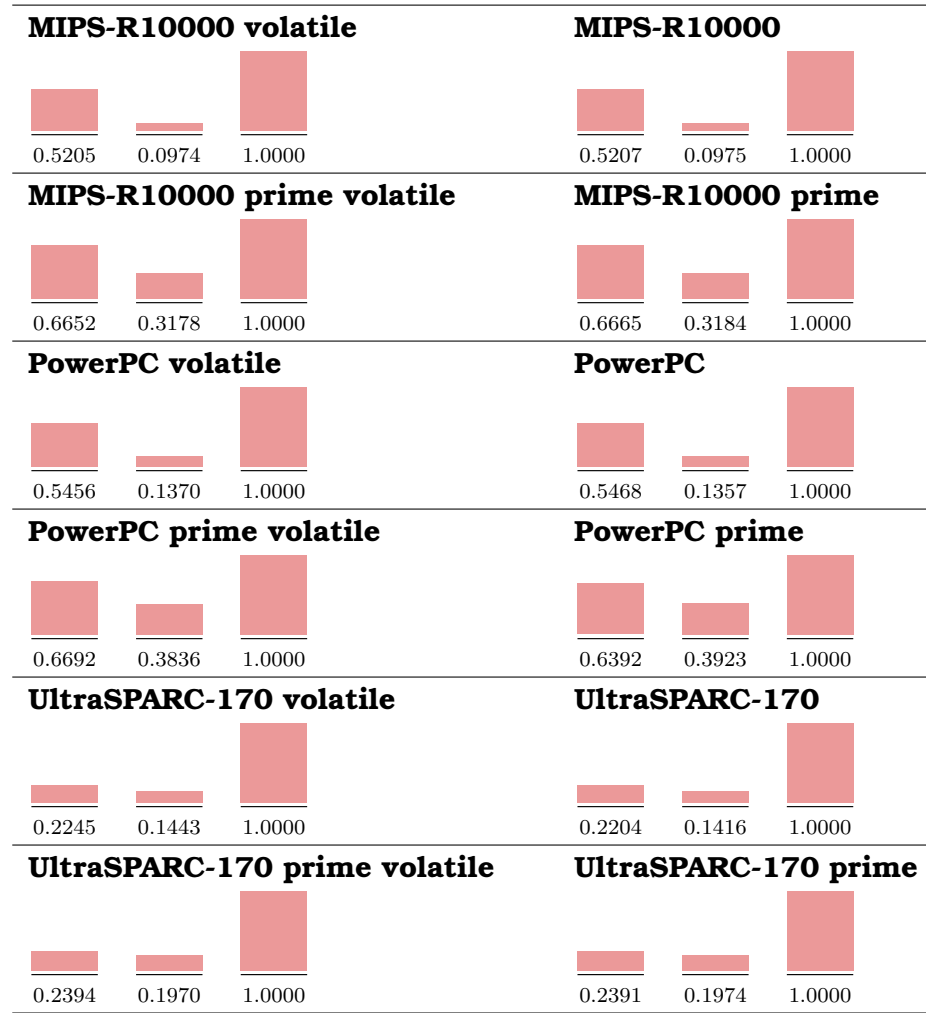 MIPS-R10000 volatile MIPS-R10000
0.5205 0.0974 1.0000 0.5207 0.0975 1.0000
MIPS-R10000 prime volatile MIPS-R10000 prime
0.6652 0.3178 1.0000 0.6665 0.3184 1.0000
PowerPC volatile PowerPC
0.5456 0.1370 1.0000 0.5468 0.1357 1.0000
PowerPC prime volatile PowerPC prime
0.6692 0.3836 1.0000 0.6392 0.3923 1.0000
UltraSPARC-170 volatile UltraSPARC-170
0.2245 0.1443 1.0000 0.2204 0.1416 1.0000
UltraSPARC-170 prime volatile UltraSPARC-170 prime
0.2394 0.1970 1.0000 0.2391 0.1974 1.0000